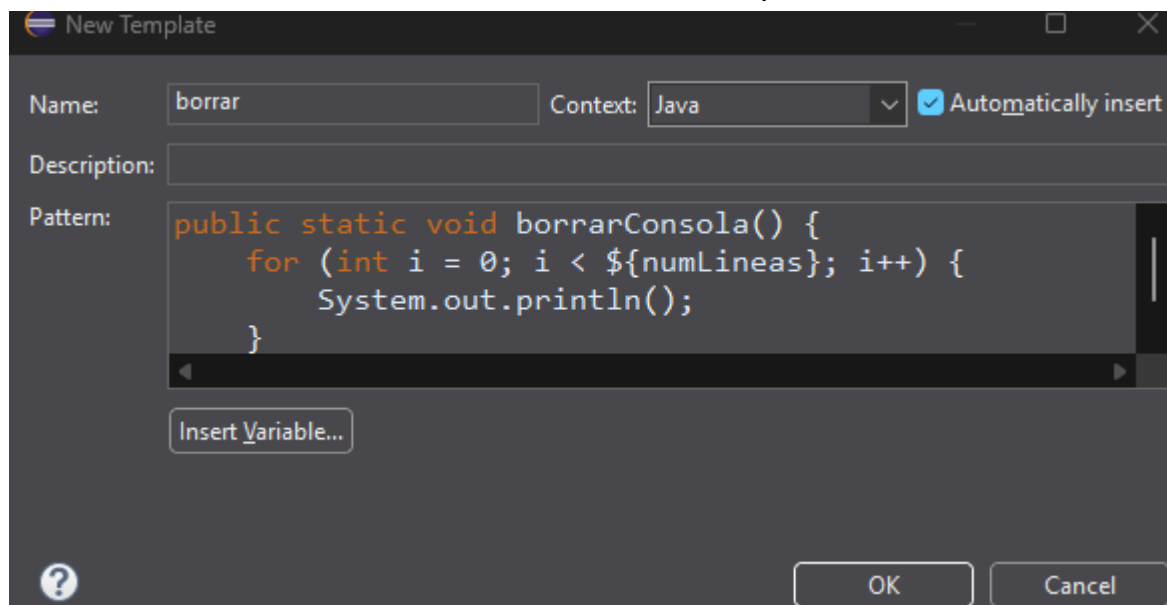 New Template
Name: borrar Context: Java Automatically insert
Description:
Pattern: public static void borrarConsola() {
for (int i = 0; i < ${numLineas}; i++) {
System.out.println();
}
Insert Variable...
? OK Cancel